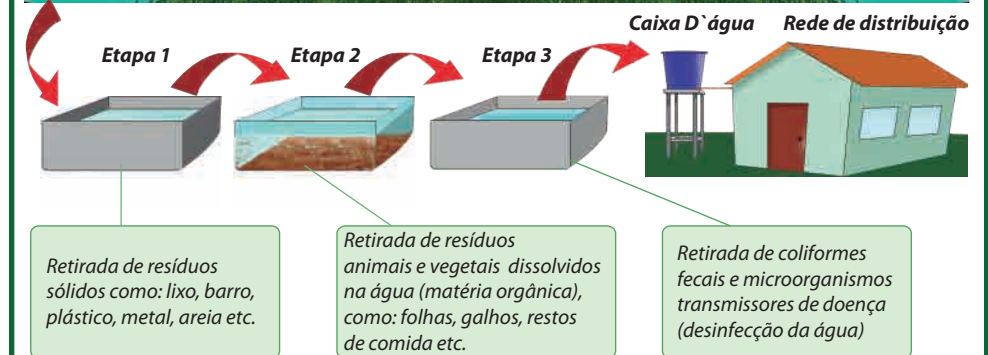 Caixa D`água Rede de distribuição
Etapa 1 Etapa 2 Etapa 3
Retirada de resíduos
sólidos como: lixo, barro,
plástico, metal, areia etc.
Retirada de resíduos
animais e vegetais dissolvidos
na água (matéria orgânica),
como: folhas, galhos, restos
de comida etc.
Retirada de coliformes
fecais e microorganismos
transmissores de doença
(desinfecção da água)